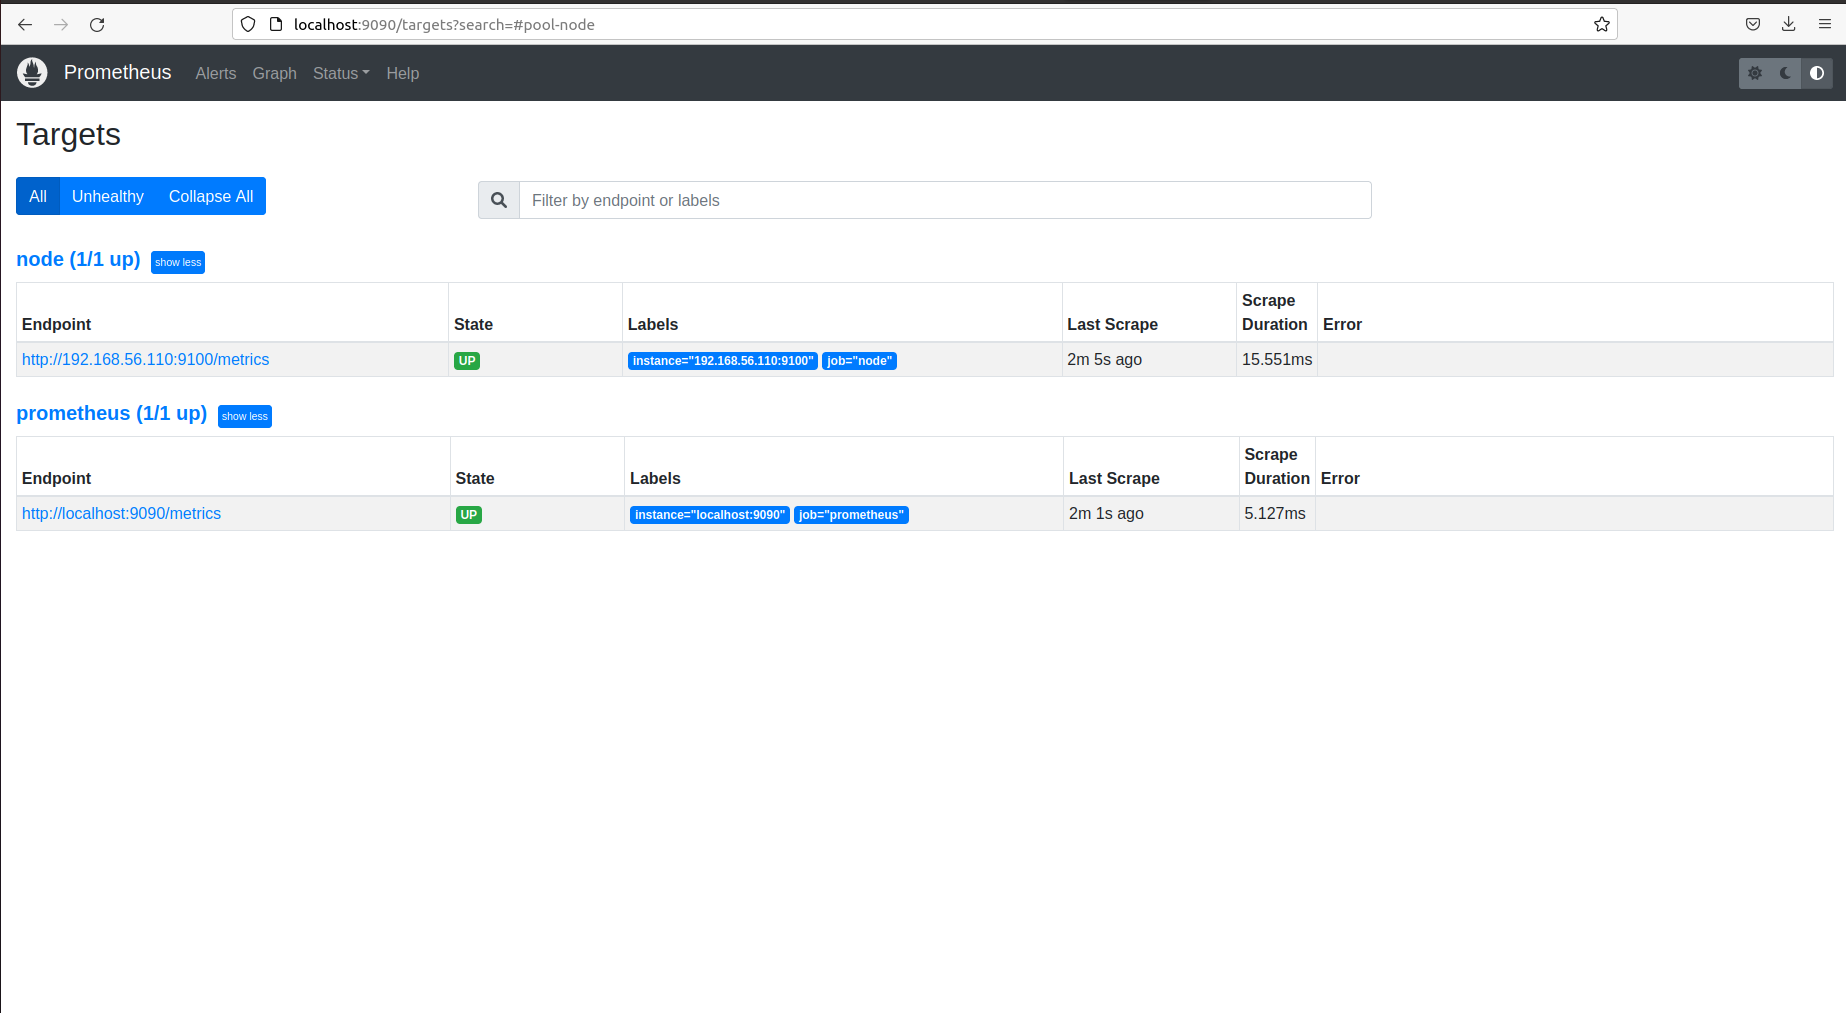 localhost:9090/targets?search=#pool-node
Prometheus Alerts Graph Status Help
Targets
All Unhealthy Collapse All Filter by endpoint or labels
node (1/1 up) show less
Endpoint State Labels Last Scrape Scrape Duration Error
http://192.168.56.110:9100/metrics UP instance="192.168.56.110:9100" job="node" 2m 5s ago 15.551ms
prometheus (1/1 up) show less
Endpoint State Labels Last Scrape Scrape Duration Error
http://localhost:9090/metrics UP instance="localhost:9090" job="prometheus" 2m 1s ago 5.127ms